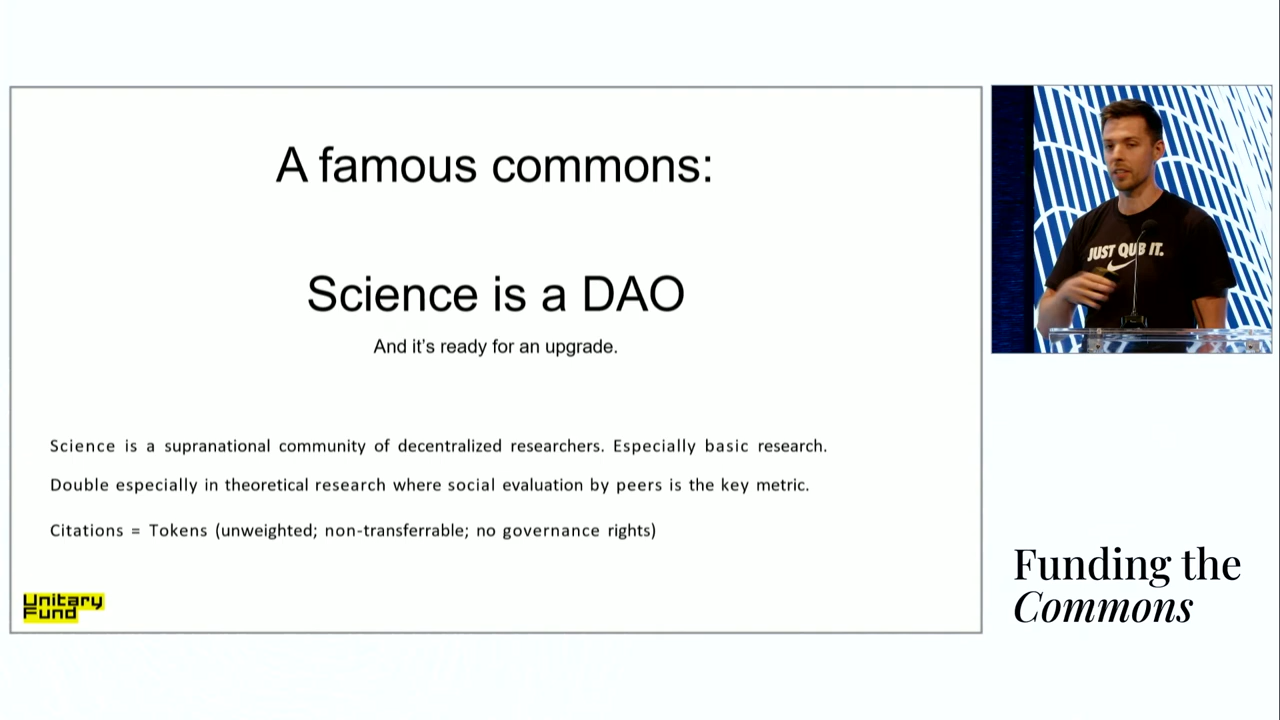 A famous commons:
Science is a DAO
And it's ready for an upgrade.
Science is a supranational community of decentralized researchers. Especially basic research.
Double especially in theoretical research where social evaluation by peers is the key metric.
Citations = Tokens (unweighted; non-transferrable; no governance rights)
Unitary
Fund
JUST QUB IT.
Funding the
Commons